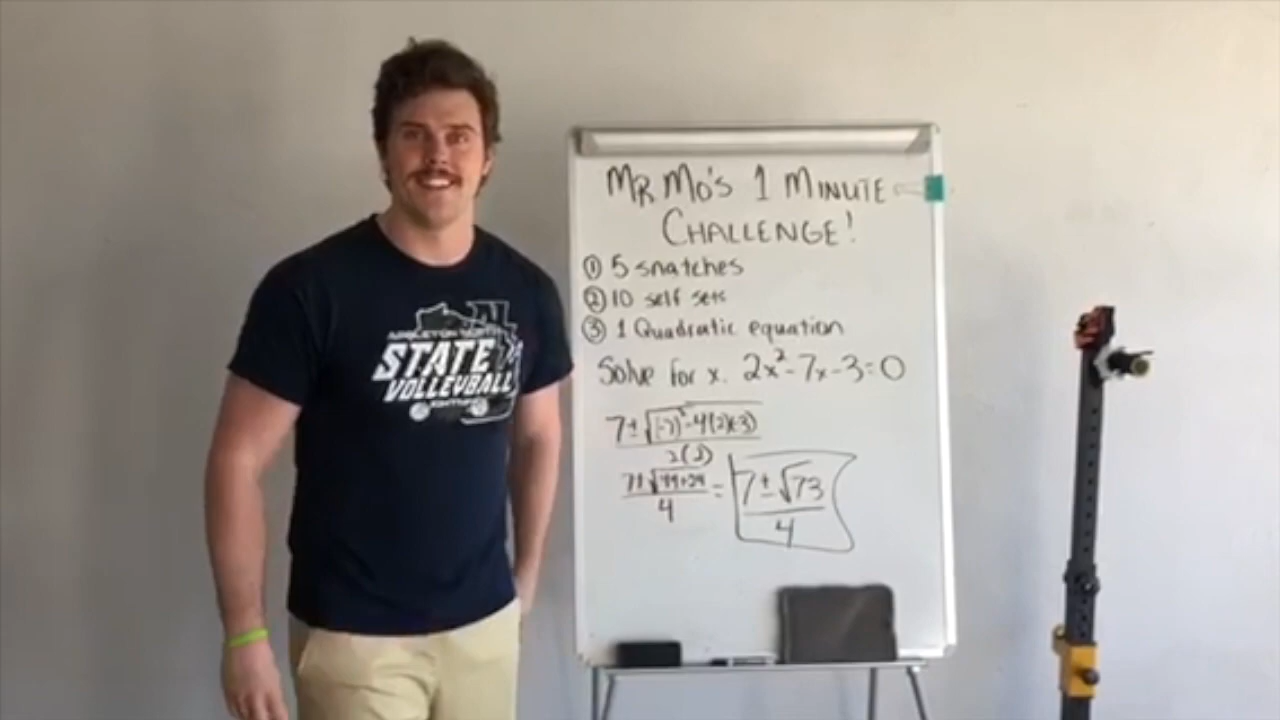 APPLETON NORTH
STATE
VOLLEYBALL
MR MO'S 1 MINUTE
CHALLENGE!
① 5 snatches
② 10 self sets
③ 1 Quadratic equation
Solve for x. 2x²-7x-3=0
7±√(-7)²-4(2)(-3)
2(2)
7±√49+24
4
=
7±√73
4